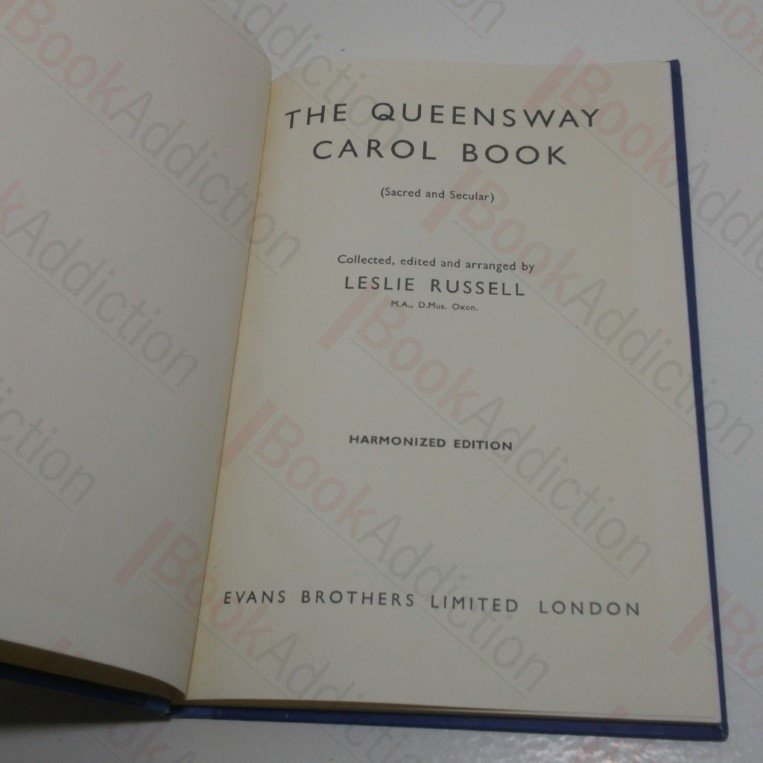 THE QUEENSWAY
CAROL BOOK
(Sacred and Secular)
Collected, edited and arranged by
LESLIE RUSSELL
M.A., D.Mus. Oxon.
HARMONIZED EDITION
EVANS BROTHERS LIMITED LONDON
BookAddiction